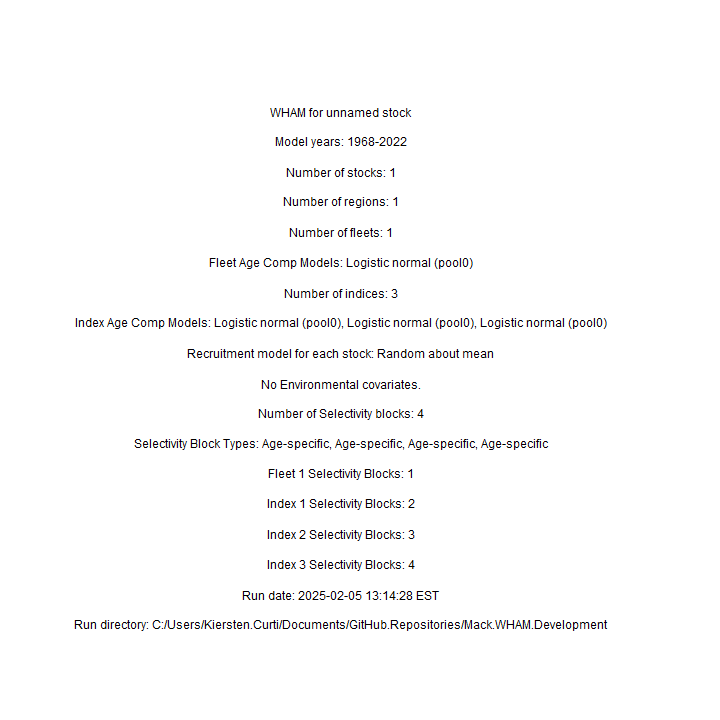 WHAM for unnamed stock
Model years: 1968-2022
Number of stocks: 1
Number of regions: 1
Number of fleets: 1
Fleet Age Comp Models: Logistic normal (pool0)
Number of indices: 3
Index Age Comp Models: Logistic normal (pool0), Logistic normal (pool0), Logistic normal (pool0)
Recruitment model for each stock: Random about mean
No Environmental covariates.
Number of Selectivity blocks: 4
Selectivity Block Types: Age-specific, Age-specific, Age-specific, Age-specific
Fleet 1 Selectivity Blocks: 1
Index 1 Selectivity Blocks: 2
Index 2 Selectivity Blocks: 3
Index 3 Selectivity Blocks: 4
Run date: 2025-02-05 13:14:28 EST
Run directory: C:/Users/Kiersten.Curti/Documents/GitHub.Repositories/Mack.WHAM.Development